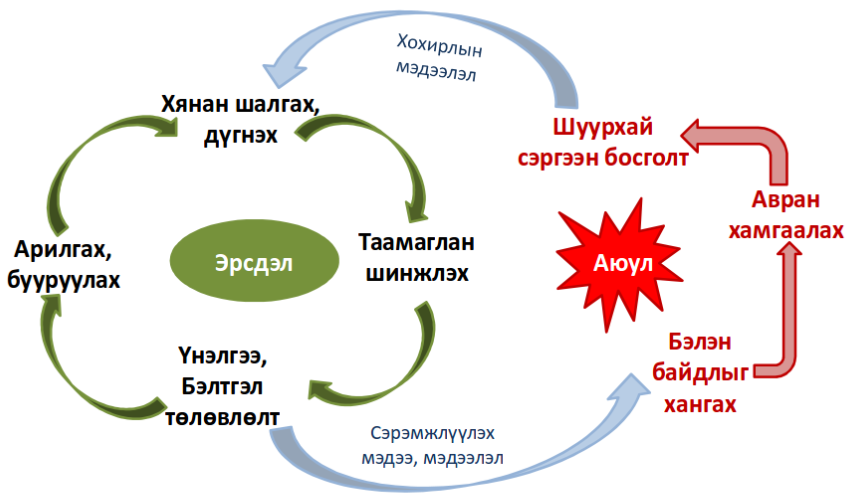 Хохирлын
мэдээлэл
Хянан шалгах,
дүгнэх
Шуурхай
сэргээн босголт
Авран
хамгаалах
Арилгах,
бууруулах
Эрсдэл
Таамаглан
шинжлэх
Аюул
Үнэлгээ,
Бэлтгэл
төлөвлөлт
Бэлэн
байдлыг
хангах
Сэрэмжлүүлэх
мэдээ, мэдээлэл